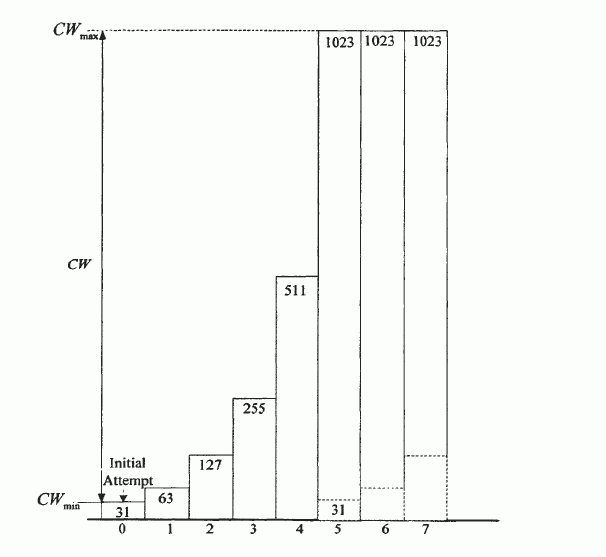 CWmax
1023 1023 1023
CW
511
255
Initial
Attempt
127
CWmin
31 63 31
0 1 2 3 4 5 6 7